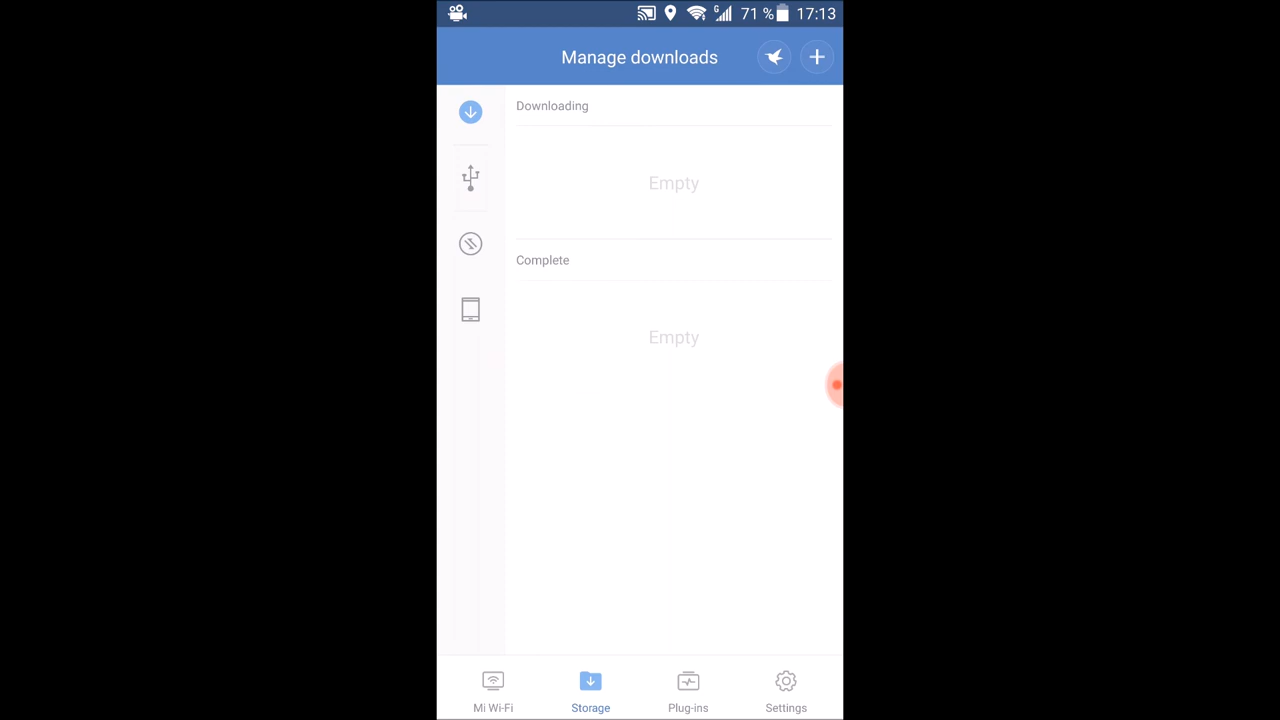 G 71 % 17:13
Manage downloads
Downloading
Empty
Complete
Empty
Mi Wi-Fi Storage Plug-ins Settings